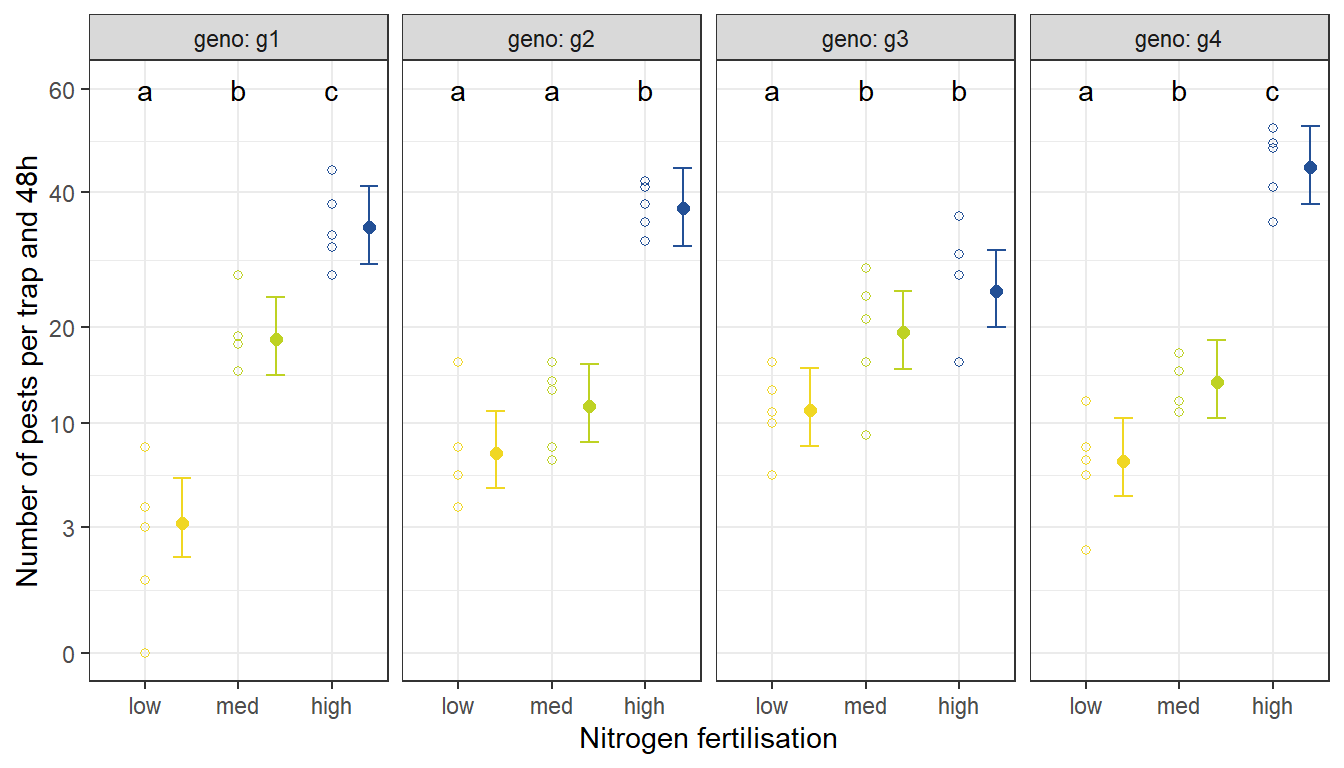 geno: g1 geno: g2 geno: g3 geno: g4
60 a b c a a b a b b a b c
40
20
10
3
0
Number of pests per trap and 48h
low med high low med high low med high low med high
Nitrogen fertilisation